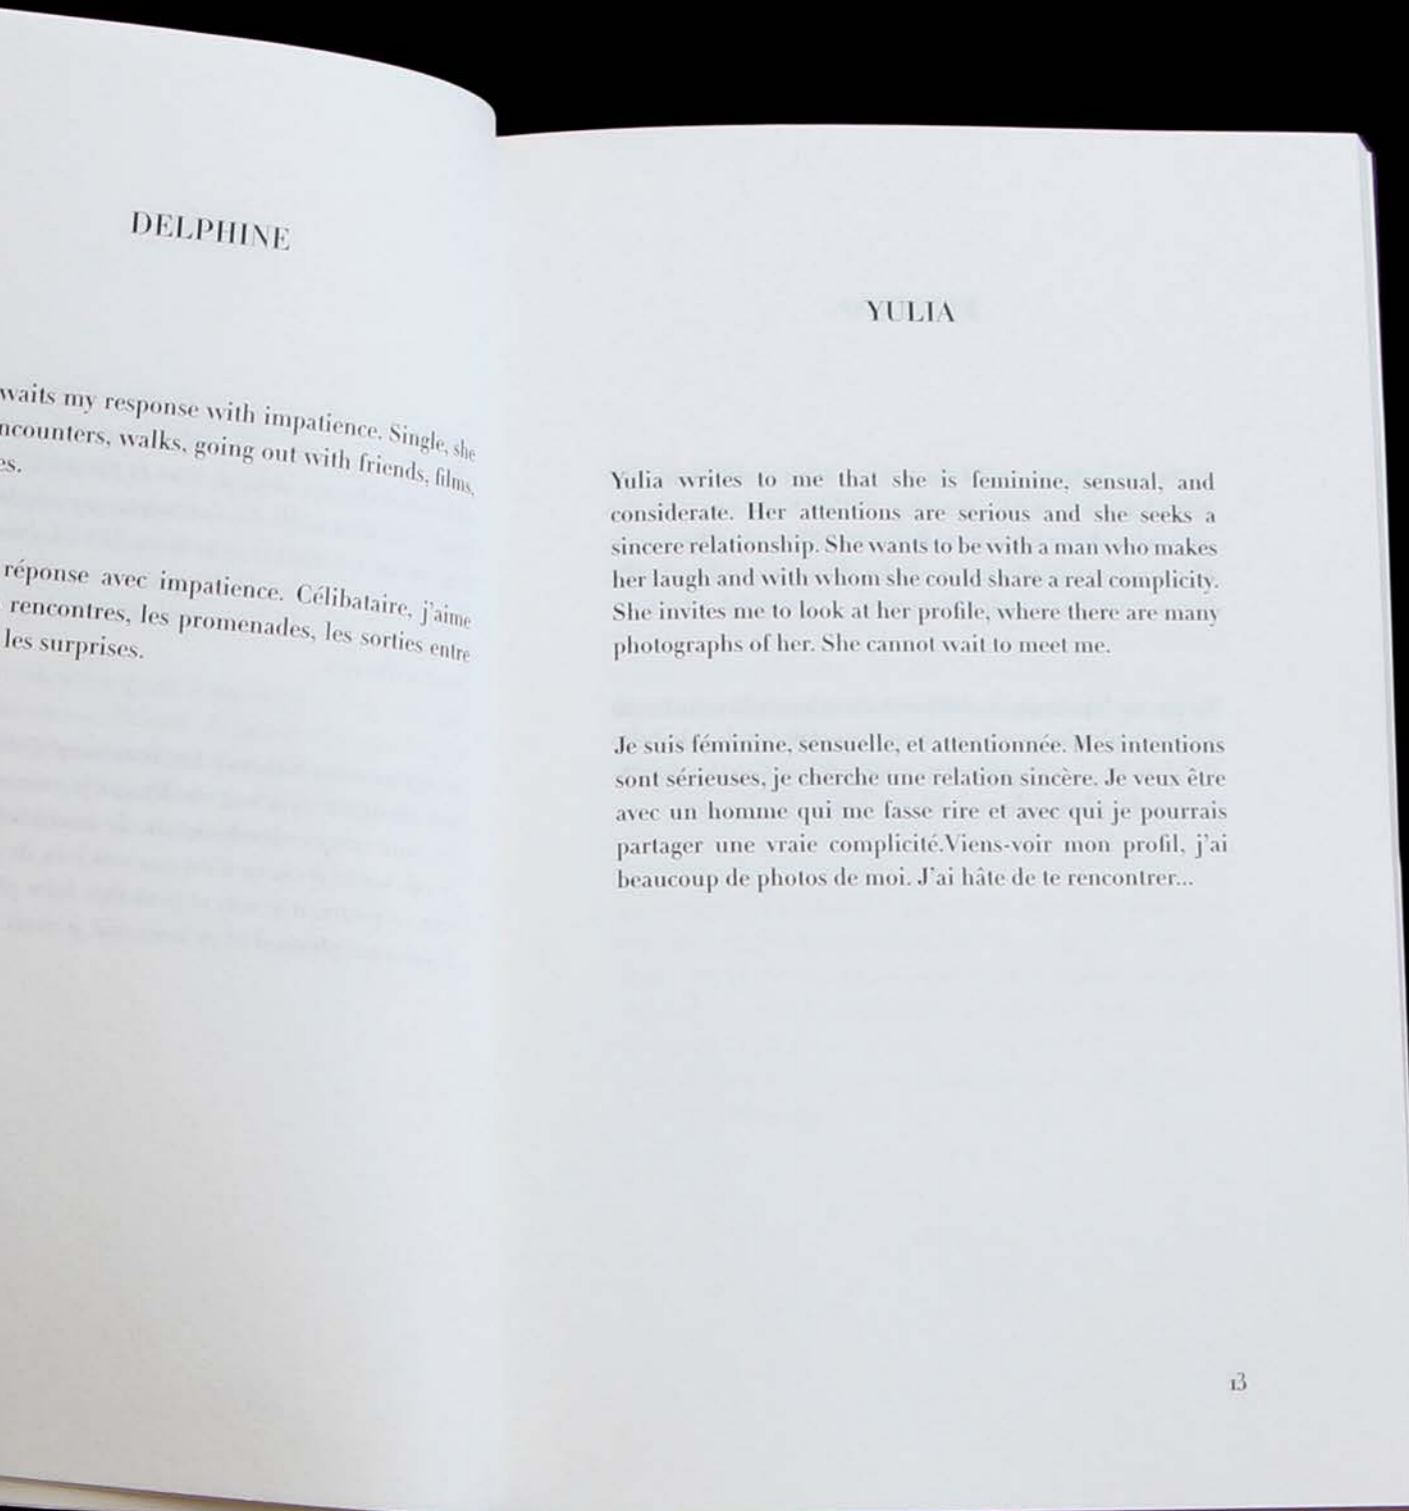 DELPHINE
waits my response with impatience. Single, she
ncounters, walks, going out with friends, films,
es.
réponse avec impatience. Célibataire, j'aime
rencontres, les promenades, les sorties entre
les surprises.
YULIA
Yulia writes to me that she is feminine, sensual, and
considerate. Her attentions are serious and she seeks a
sincere relationship. She wants to be with a man who makes
her laugh and with whom she could share a real complicity.
She invites me to look at her profile, where there are many
photographs of her. She cannot wait to meet me.
Je suis féminine, sensuelle, et attentionnée. Mes intentions
sont sérieuses, je cherche une relation sincère. Je veux être
avec un homme qui me fasse rire et avec qui je pourrais
partager une vraie complicité.Viens-voir mon profil, j'ai
beaucoup de photos de moi. J'ai hâte de te rencontrer...
13